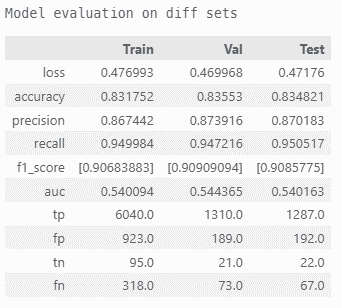 Model evaluation on diff sets
Train Val Test
loss 0.476993 0.469968 0.47176
accuracy 0.831752 0.83553 0.834821
precision 0.867442 0.873916 0.870183
recall 0.949984 0.947216 0.950517
f1_score [0.90683883] [0.90909094] [0.9085775]
auc 0.540094 0.544365 0.540163
tp 6040.0 1310.0 1287.0
fp 923.0 189.0 192.0
tn 95.0 21.0 22.0
fn 318.0 73.0 67.0